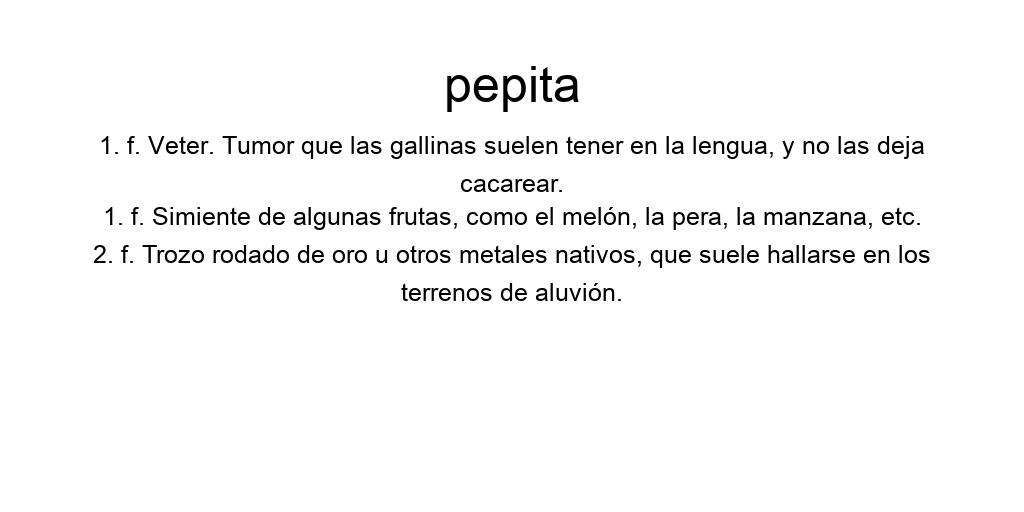 pepita
1. f. Veter. Tumor que las gallinas suelen tener en la lengua, y no las deja
cacarear.
1. f. Simiente de algunas frutas, como el melón, la pera, la manzana, etc.
2. f. Trozo rodado de oro u otros metales nativos, que suele hallarse en los
terrenos de aluvión.